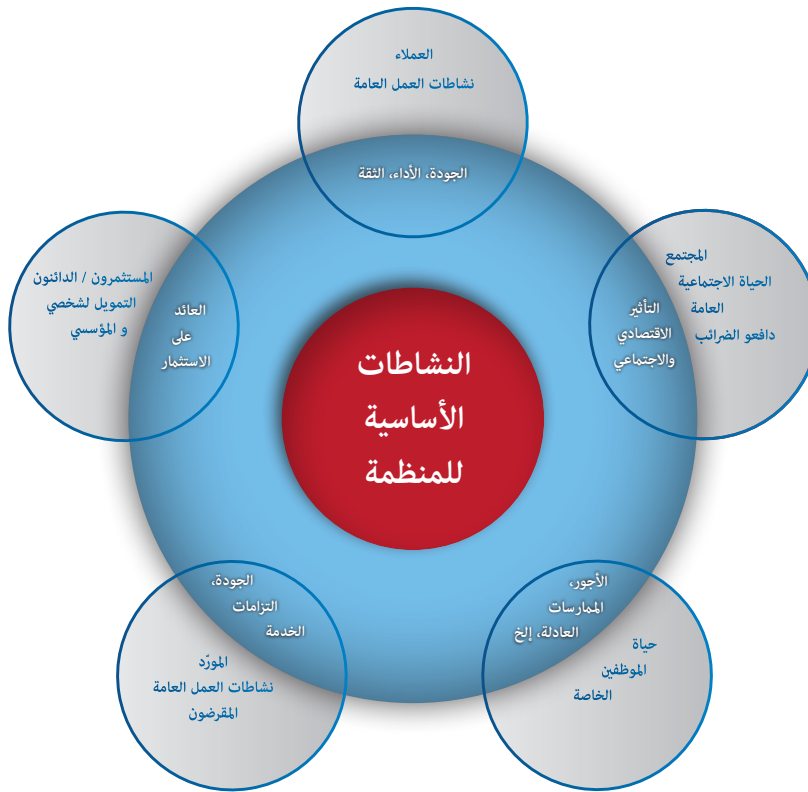 العملاء
نشاطات العمل العامة
الجودة، الأداء، الثقة
المجتمع
الحياة الاجتماعية
العامة
دافعو الضرائب
التأثير
الاقتصادي
والاجتماعي
المستثمرون / الدائنون
التمويل لشخصي
و المؤسسي
العائد
على
الاستثمار
النشاطات
الأساسية
للمنظمة
الأجور،
الممارسات
العادلة، إلخ
حياة
الموظفين
الخاصة
الجودة،
التزامات
الخدمة
المورّد
نشاطات العمل العامة
المقرضون